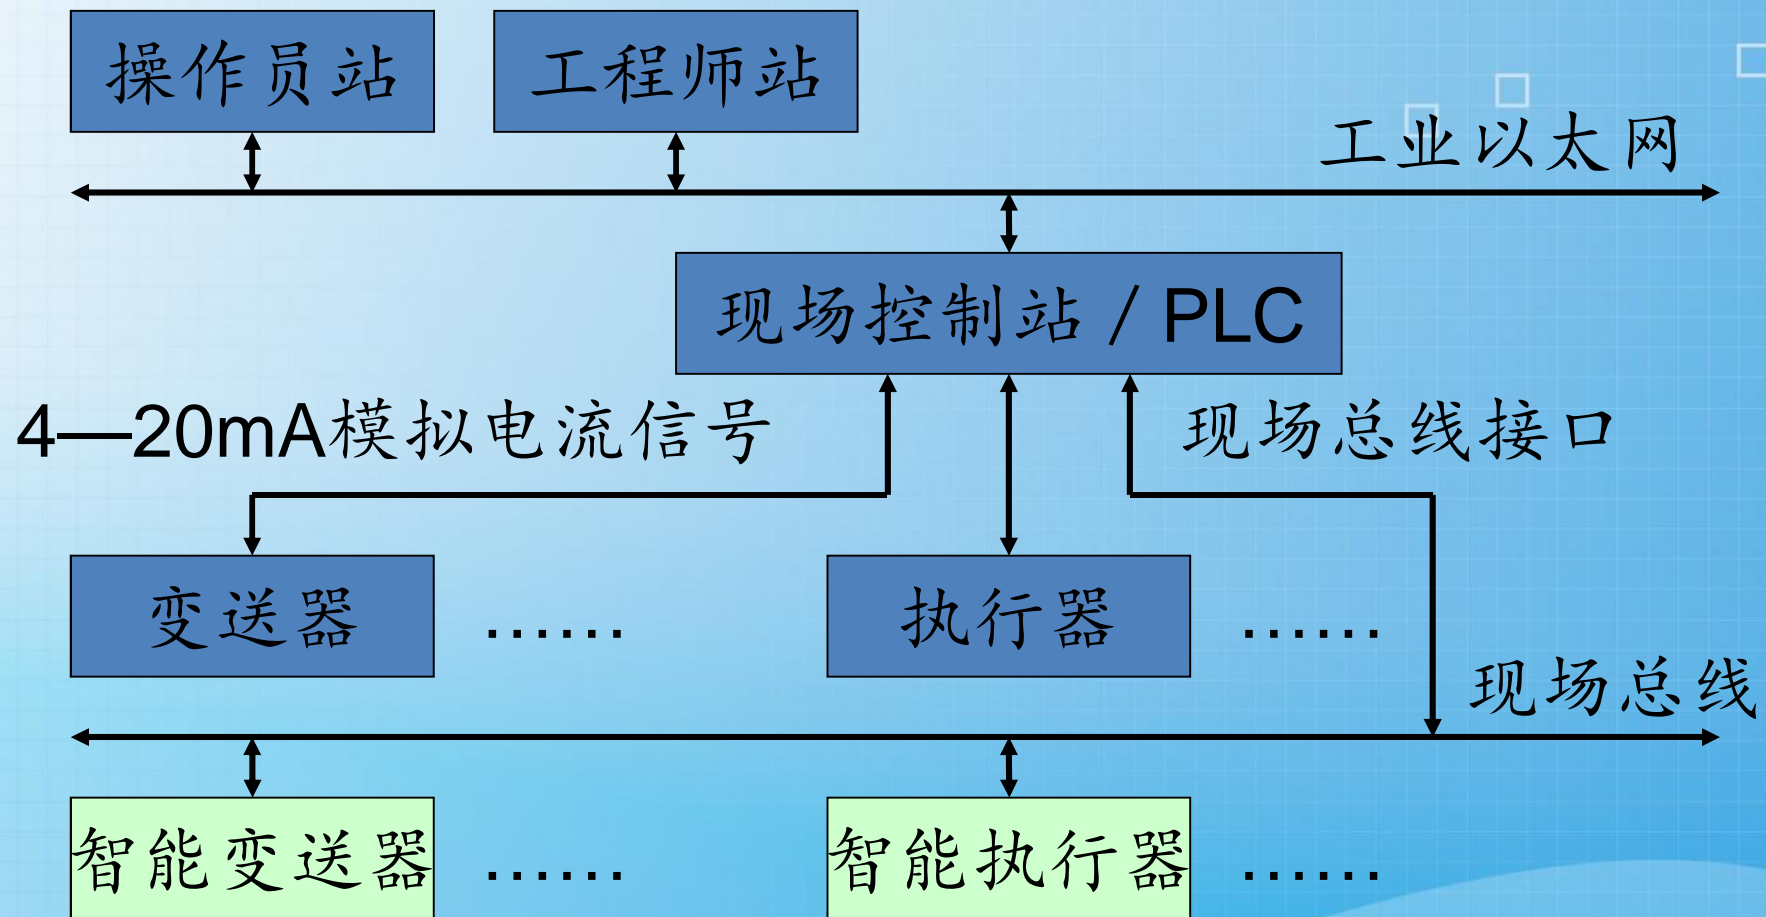 操作员站
工程师站
工业以太网
现场控制站/PLC
4—20mA模拟电流信号
现场总线接口
变送器
……
执行器
……
现场总线
智能变送器
……
智能执行器
……